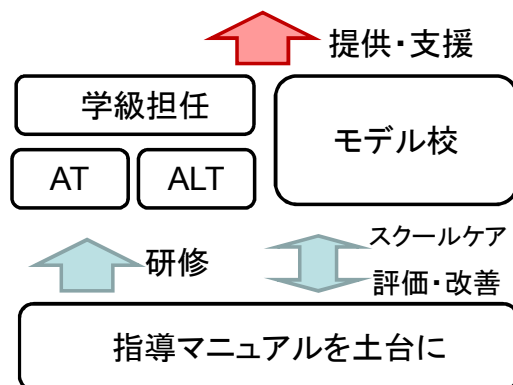 提供・支援
学級担任
モデル校
AT
ALT
スクールケア
研修
評価・改善
指導マニュアルを土台に